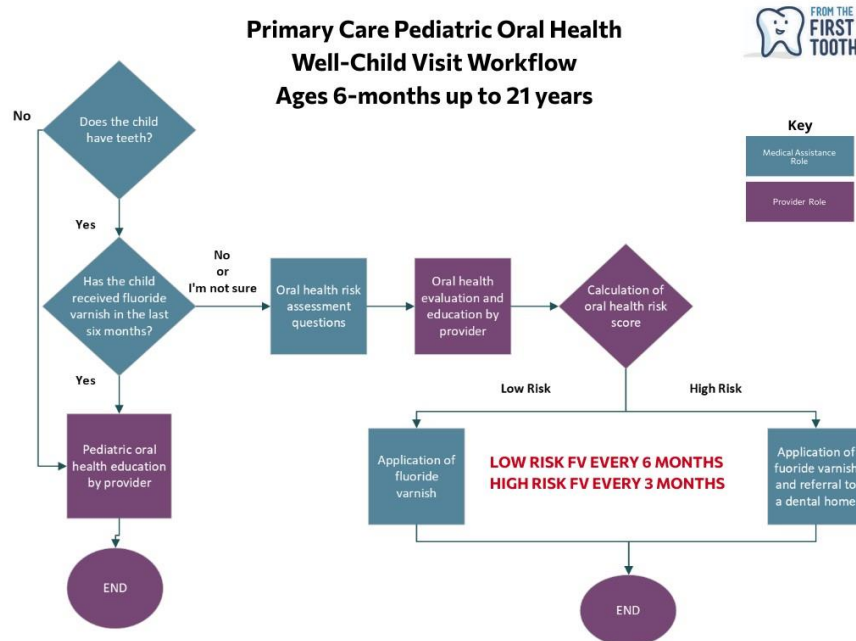 Primary Care Pediatric Oral Health
Well-Child Visit Workflow
Ages 6-months up to 21 years
FROM THE
FIRST
TOOTH
Key
Medical Assistance
Role
Provider Role
No
Does the child
have teeth?
Yes
Has the child
received fluoride
varnish in the last
six months?
No
or
I'm not sure
Oral health risk
assessment
questions
Oral health
evaluation and
education by
provider
Calculation of
oral health risk
score
Yes
Low Risk
High Risk
Pediatric oral
health education
by provider
Application of
fluoride
varnish
LOW RISK FV EVERY 6 MONTHS
HIGH RISK FV EVERY 3 MONTHS
Application of
fuoride varnish
and referral to
a dental home
END
END